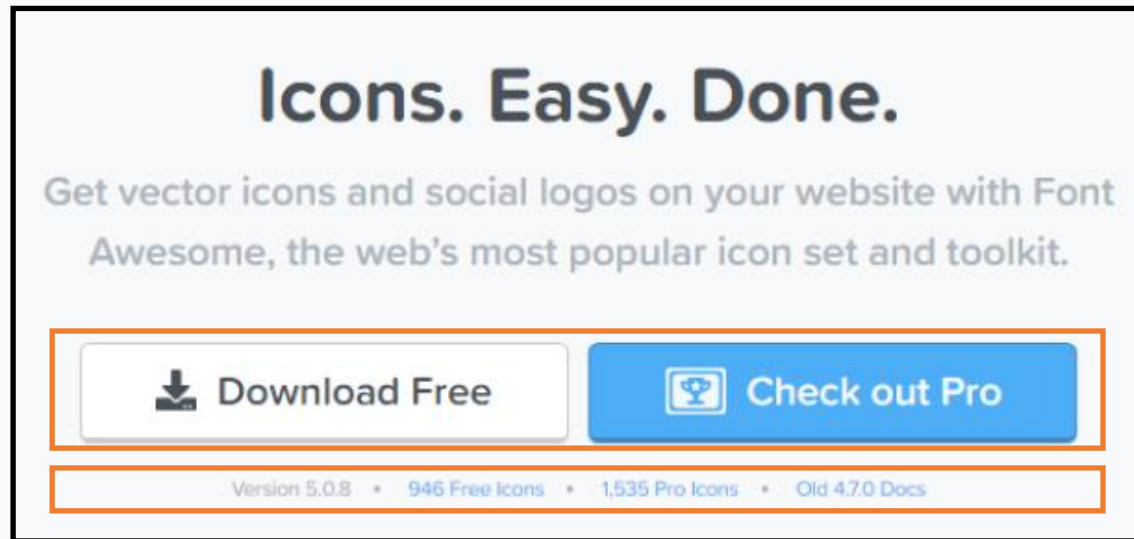 Icons. Easy. Done.
Get vector icons and social logos on your website with Font
Awesome, the web's most popular icon set and toolkit.
Download Free Check out Pro
Version 5.0.8 • 946 Free Icons • 1,535 Pro Icons • Old 4.7.0 Docs